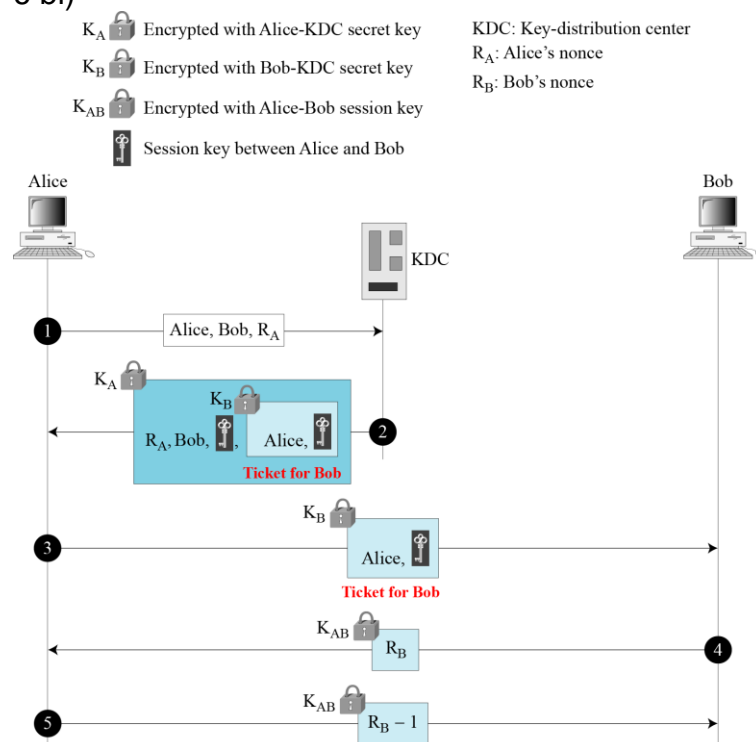 K_A Encrypted with Alice-KDC secret key
K_B Encrypted with Bob-KDC secret key
K_AB Encrypted with Alice-Bob session key
Session key between Alice and Bob
KDC: Key-distribution center
R_A: Alice's nonce
R_B: Bob's nonce
Alice
Bob
KDC
1
Alice, Bob, R_A
K_A
K_B
R_A, Bob, , Alice,
2
Ticket for Bob
K_B
3
Alice,
Ticket for Bob
K_AB
R_B
4
K_AB
5
R_B − 1